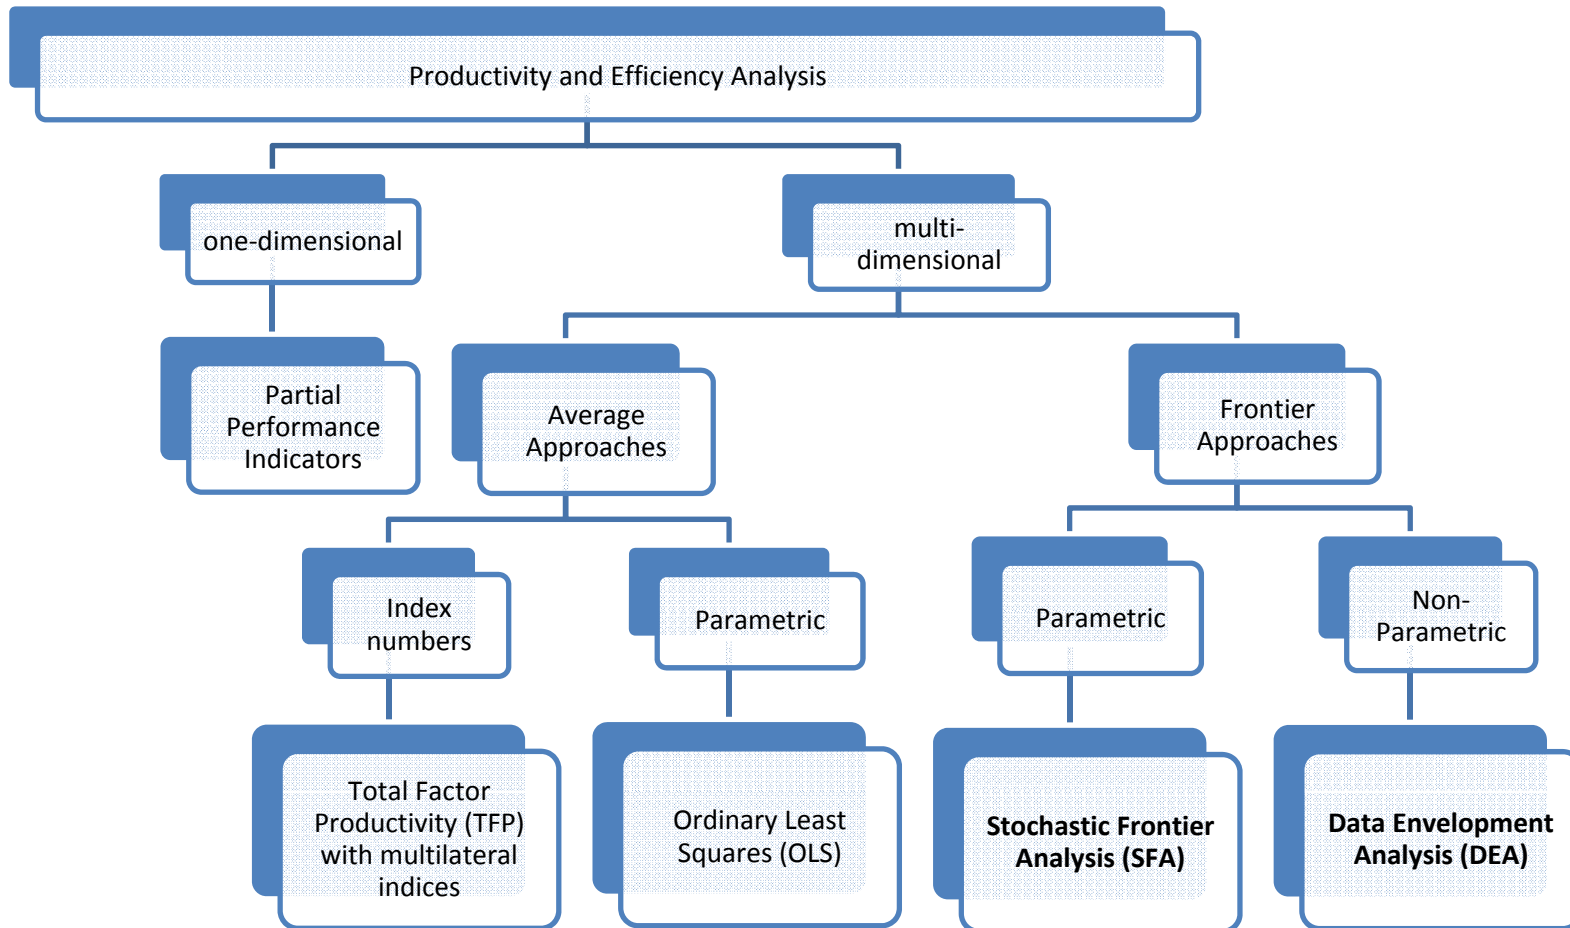 Productivity and Efficiency Analysis
one-dimensional
multi-
dimensional
Partial
Performance
Indicators
Average
Approaches
Frontier
Approaches
Index
numbers
Parametric
Parametric
Non-
Parametric
Total Factor
Productivity (TFP)
with multilateral
indices
Ordinary Least
Squares (OLS)
Stochastic Frontier
Analysis (SFA)
Data Envelopment
Analysis (DEA)